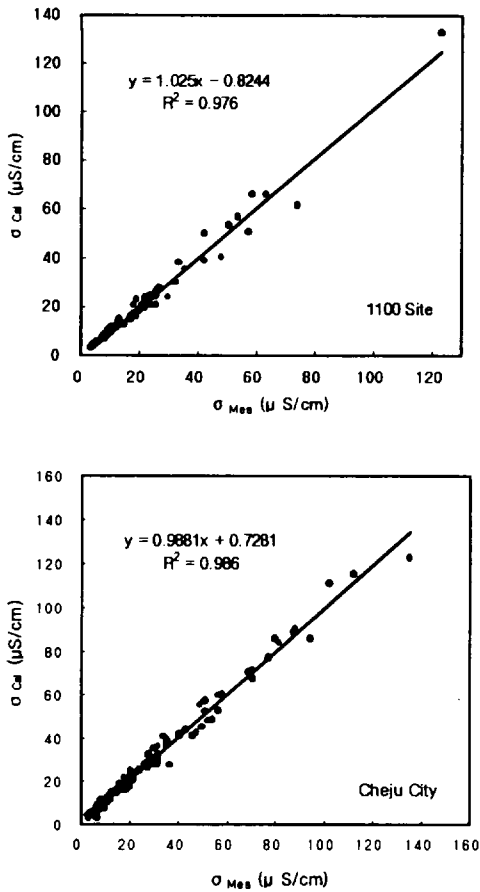 140
120
100
80
60
40
20
0
σ Cal (μS/cm)
y = 1.025x − 0.8244
R² = 0.976
1100 Site
0 20 40 60 80 100 120
σ Mes (μ S/cm)
160
140
120
100
80
60
40
20
0
σ Cal (μS/cm)
y = 0.9881x + 0.7281
R² = 0.986
Cheju City
0 20 40 60 80 100 120 140 160
σ Mes (μ S/cm)